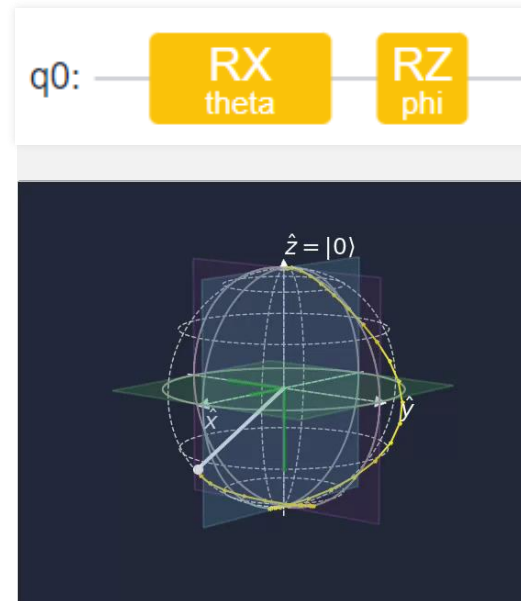 q0: RX RZ
theta phi
ẑ = |0⟩
x̂ ŷ